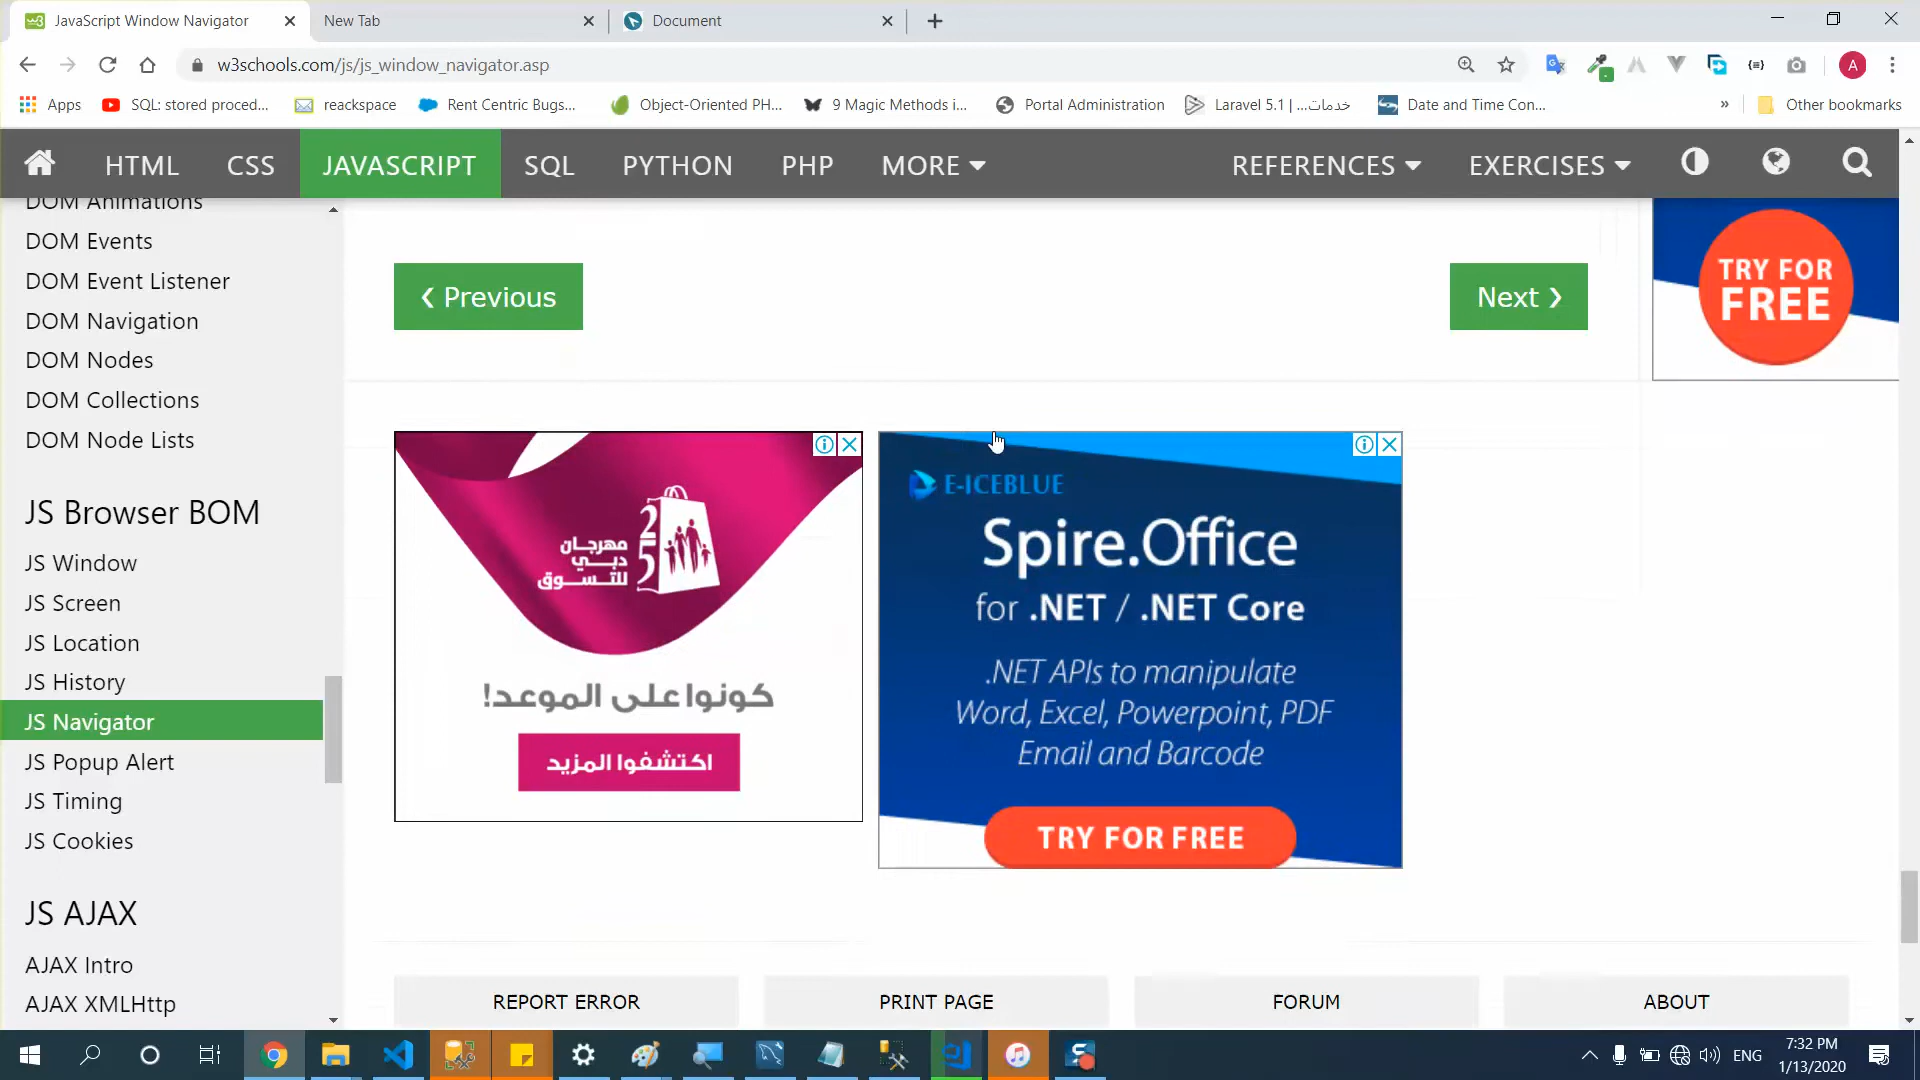 JavaScript Window Navigator
New Tab
Document
w3schools.com/js/js_window_navigator.asp
Apps
SQL: stored proced...
reackspace
Rent Centric Bugs...
Object-Oriented PH...
9 Magic Methods i...
Portal Administration
Laravel 5.1 | ...خدمات
Date and Time Con...
»
Other bookmarks
HTML
CSS
JAVASCRIPT
SQL
PYTHON
PHP
MORE
REFERENCES
EXERCISES
DOM Animations
DOM Events
DOM Event Listener
DOM Navigation
DOM Nodes
DOM Collections
DOM Node Lists
JS Browser BOM
JS Window
JS Screen
JS Location
JS History
JS Navigator
JS Popup Alert
JS Timing
JS Cookies
JS AJAX
AJAX Intro
AJAX XMLHttp
❮ Previous
Next ❯
TRY FOR
FREE
25
مهرجان
دبي
للتسوق
كونوا على الموعد!
اكتشفوا المزيد
E-ICEBLUE
Spire.Office
for .NET / .NET Core
.NET APIs to manipulate
Word, Excel, Powerpoint, PDF
Email and Barcode
TRY FOR FREE
REPORT ERROR
PRINT PAGE
FORUM
ABOUT
ENG
7:32 PM
1/13/2020